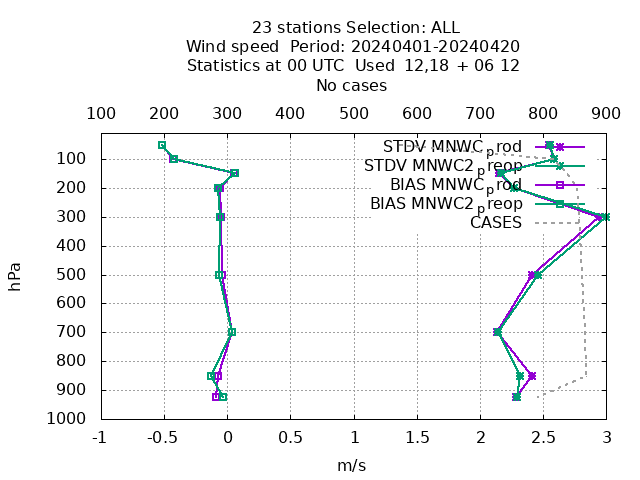 23 stations Selection: ALL
Wind speed  Period: 20240401-20240420
Statistics at 00 UTC  Used  12,18 + 06 12
No cases
100 200 300 400 500 600 700 800 900
STDV MNWC_prod
STDV MNWC2_preop
BIAS MNWC_prod
BIAS MNWC2_preop
CASES
100
200
300
400
500
600
700
800
900
1000
hPa
-1 -0.5 0 0.5 1 1.5 2 2.5 3
m/s